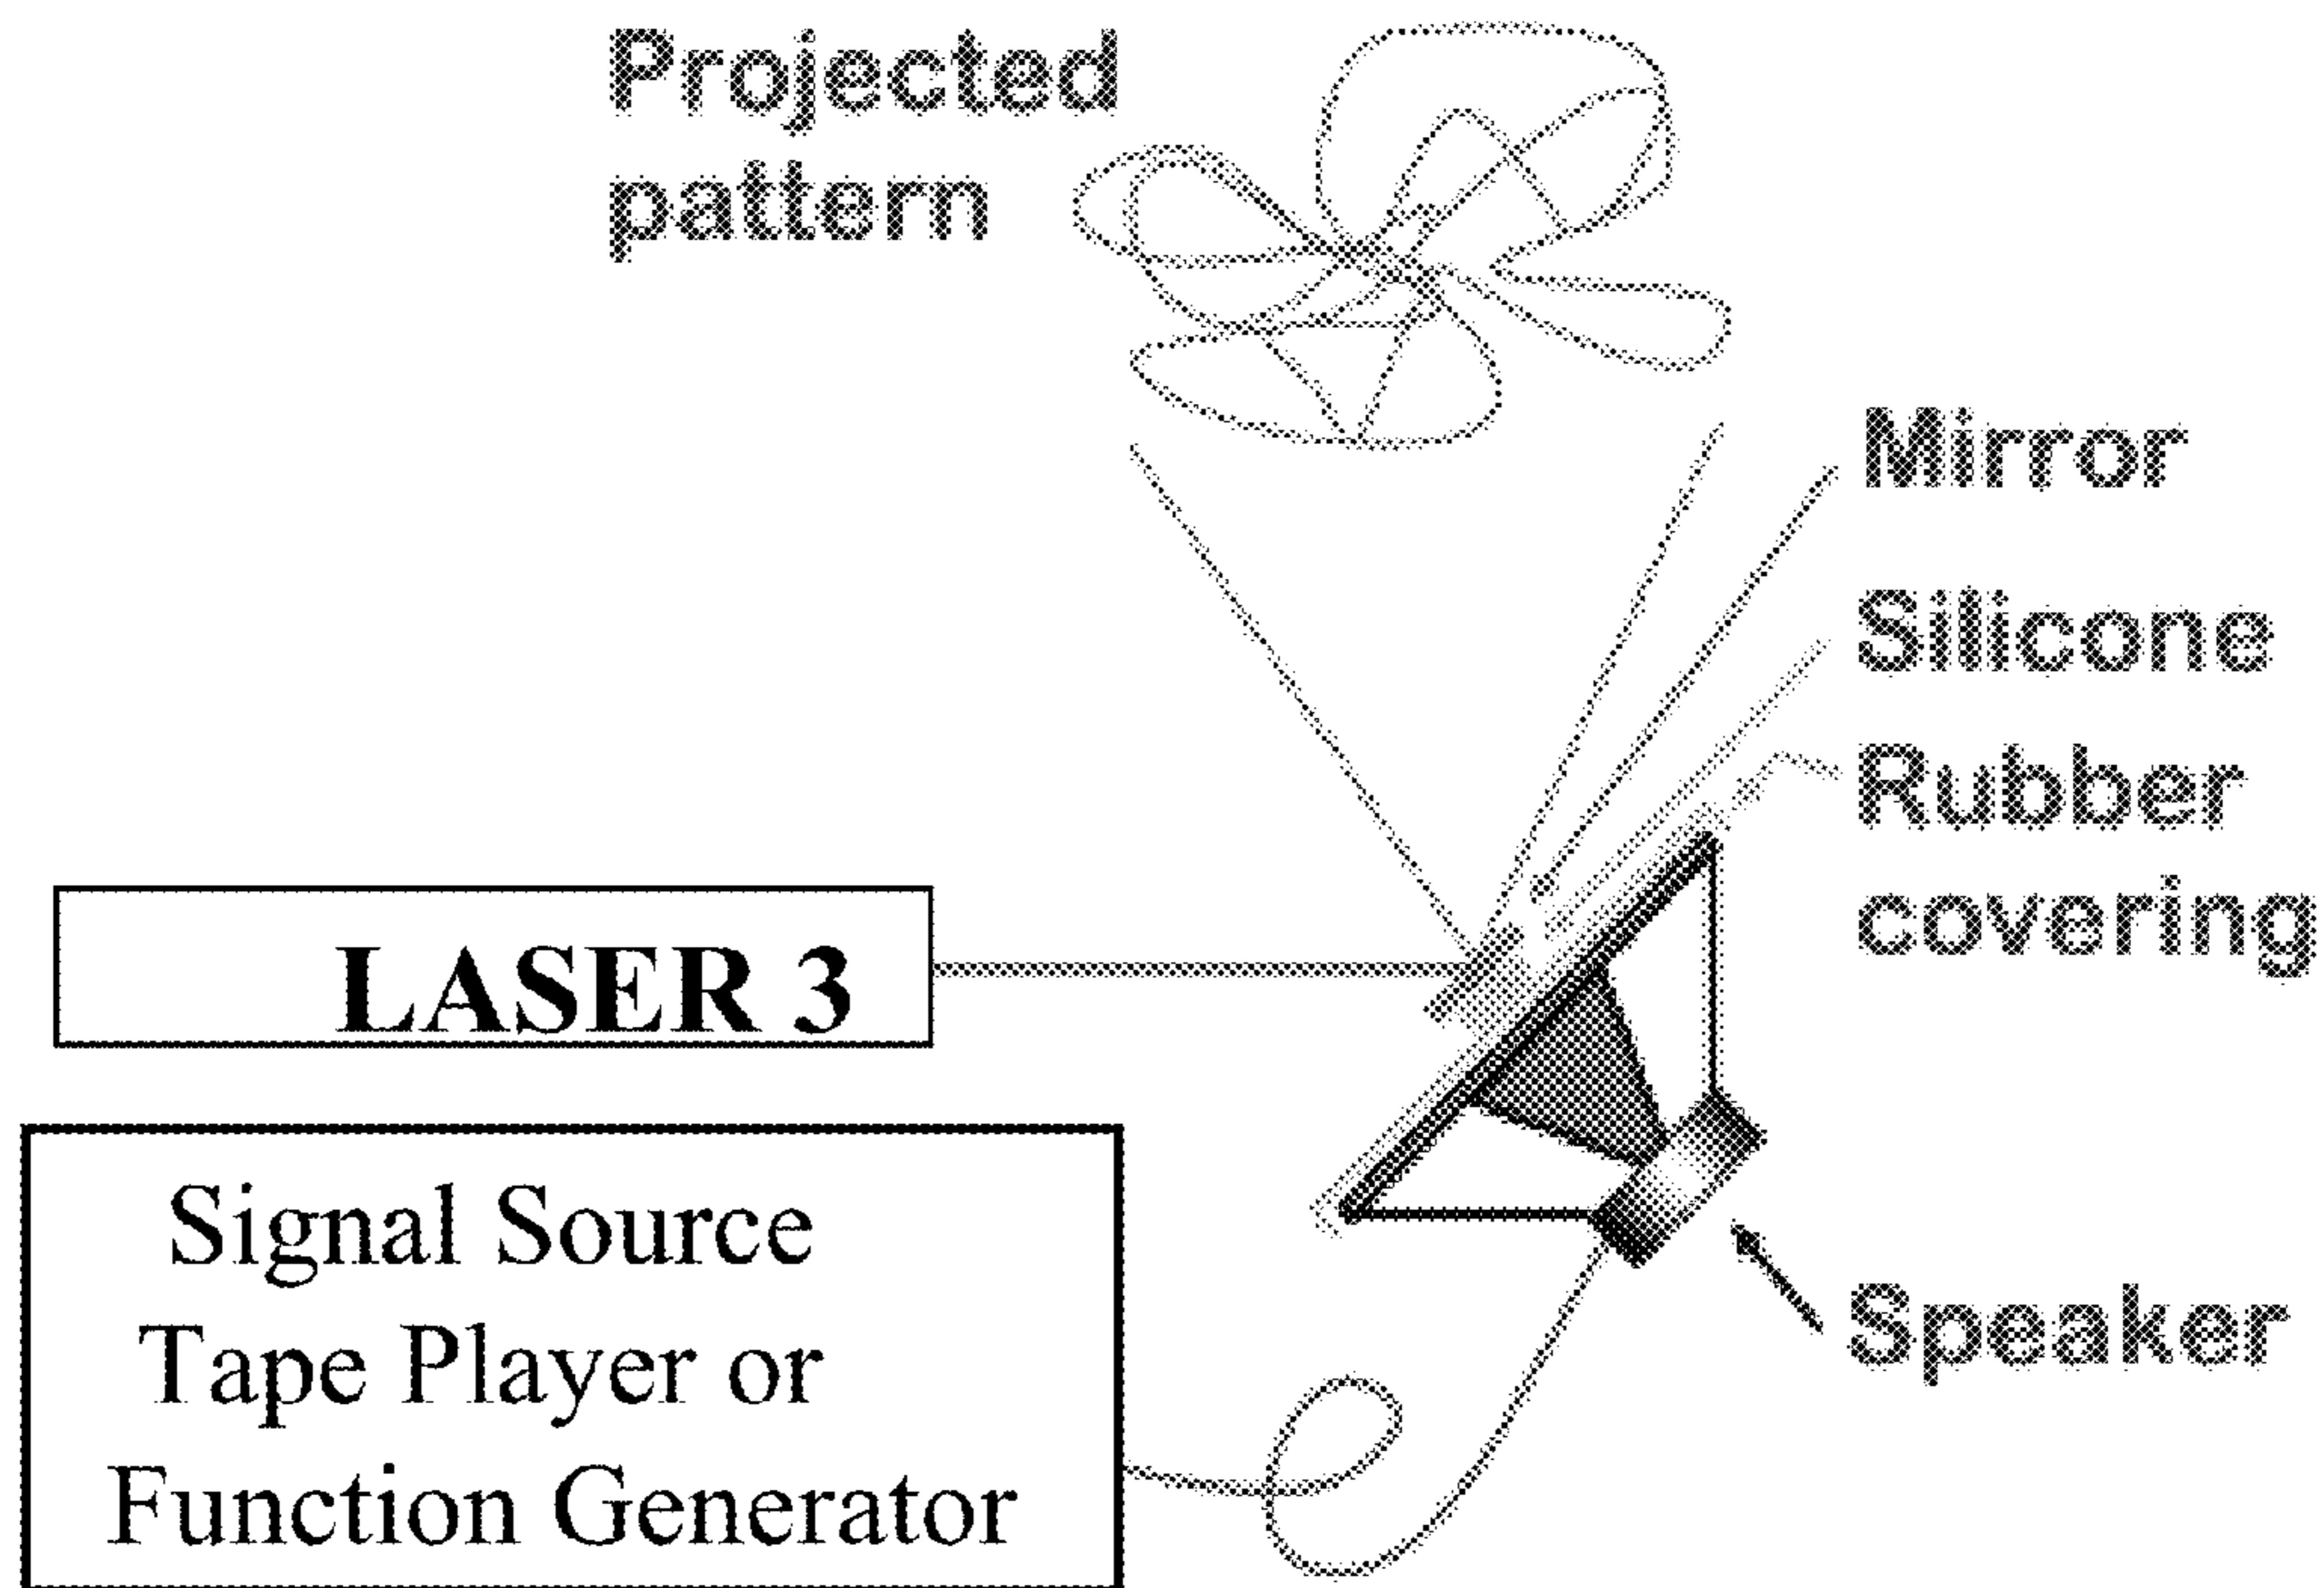 Projected
pattern
Mirror
Silicone
Rubber
covering
LASER 3
Signal Source
Tape Player or
Function Generator
Speaker